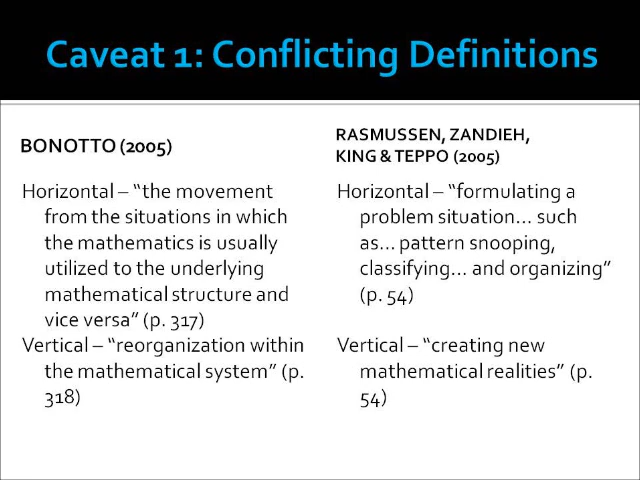 Caveat 1: Conflicting Definitions
BONOTTO (2005)
Horizontal – “the movement
from the situations in which
the mathematics is usually
utilized to the underlying
mathematical structure and
vice versa” (p. 317)
Vertical – “reorganization within
the mathematical system” (p.
318)
RASMUSSEN, ZANDIEH,
KING & TEPPO (2005)
Horizontal – “formulating a
problem situation… such
as… pattern snooping,
classifying… and organizing”
(p. 54)
Vertical – “creating new
mathematical realities” (p.
54)